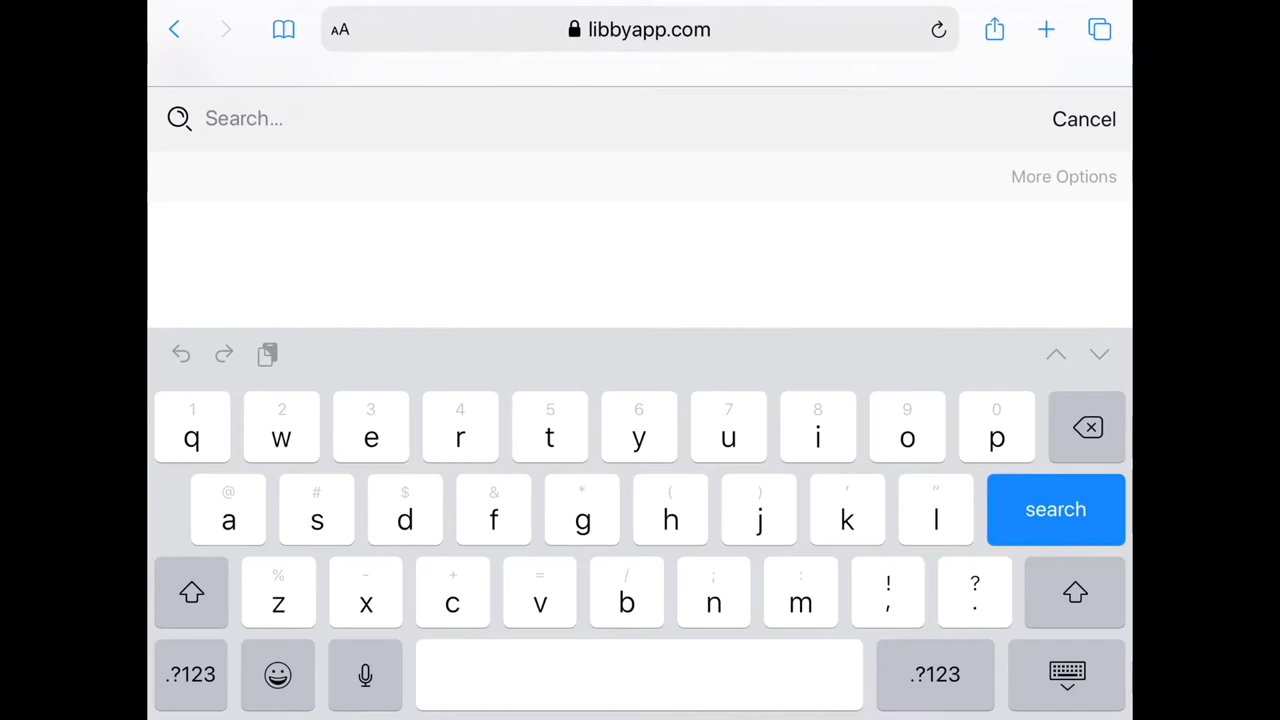 AA libbyapp.com
Search... Cancel
More Options
1 2 3 4 5 6 7 8 9 0
q w e r t y u i o p
@ # $ & * ( ) ' "
a s d f g h j k l search
% - + = / ; : ! ?
z x c v b n m , .
.?123 .?123